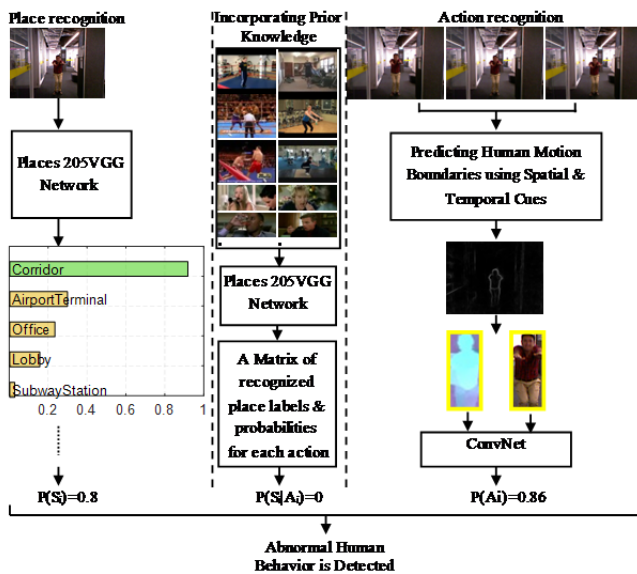 Place recognition
Places 205VGG
Network
Corridor
AirportTerminal
Office
Lobby
SubwayStation
0.2 0.4 0.6 0.8 1
P(Sᵢ)=0.8
Incorporating Prior
Knowledge
Places 205VGG
Network
A Matrix of
recognized
place labels &
probabilities
for each action
P(Sᵢ|Aᵢ)=0
Action recognition
Predicting Human Motion
Boundaries using Spatial &
Temporal Cues
ConvNet
P(Ai)=0.86
Abnormal Human
Behavior is Detected